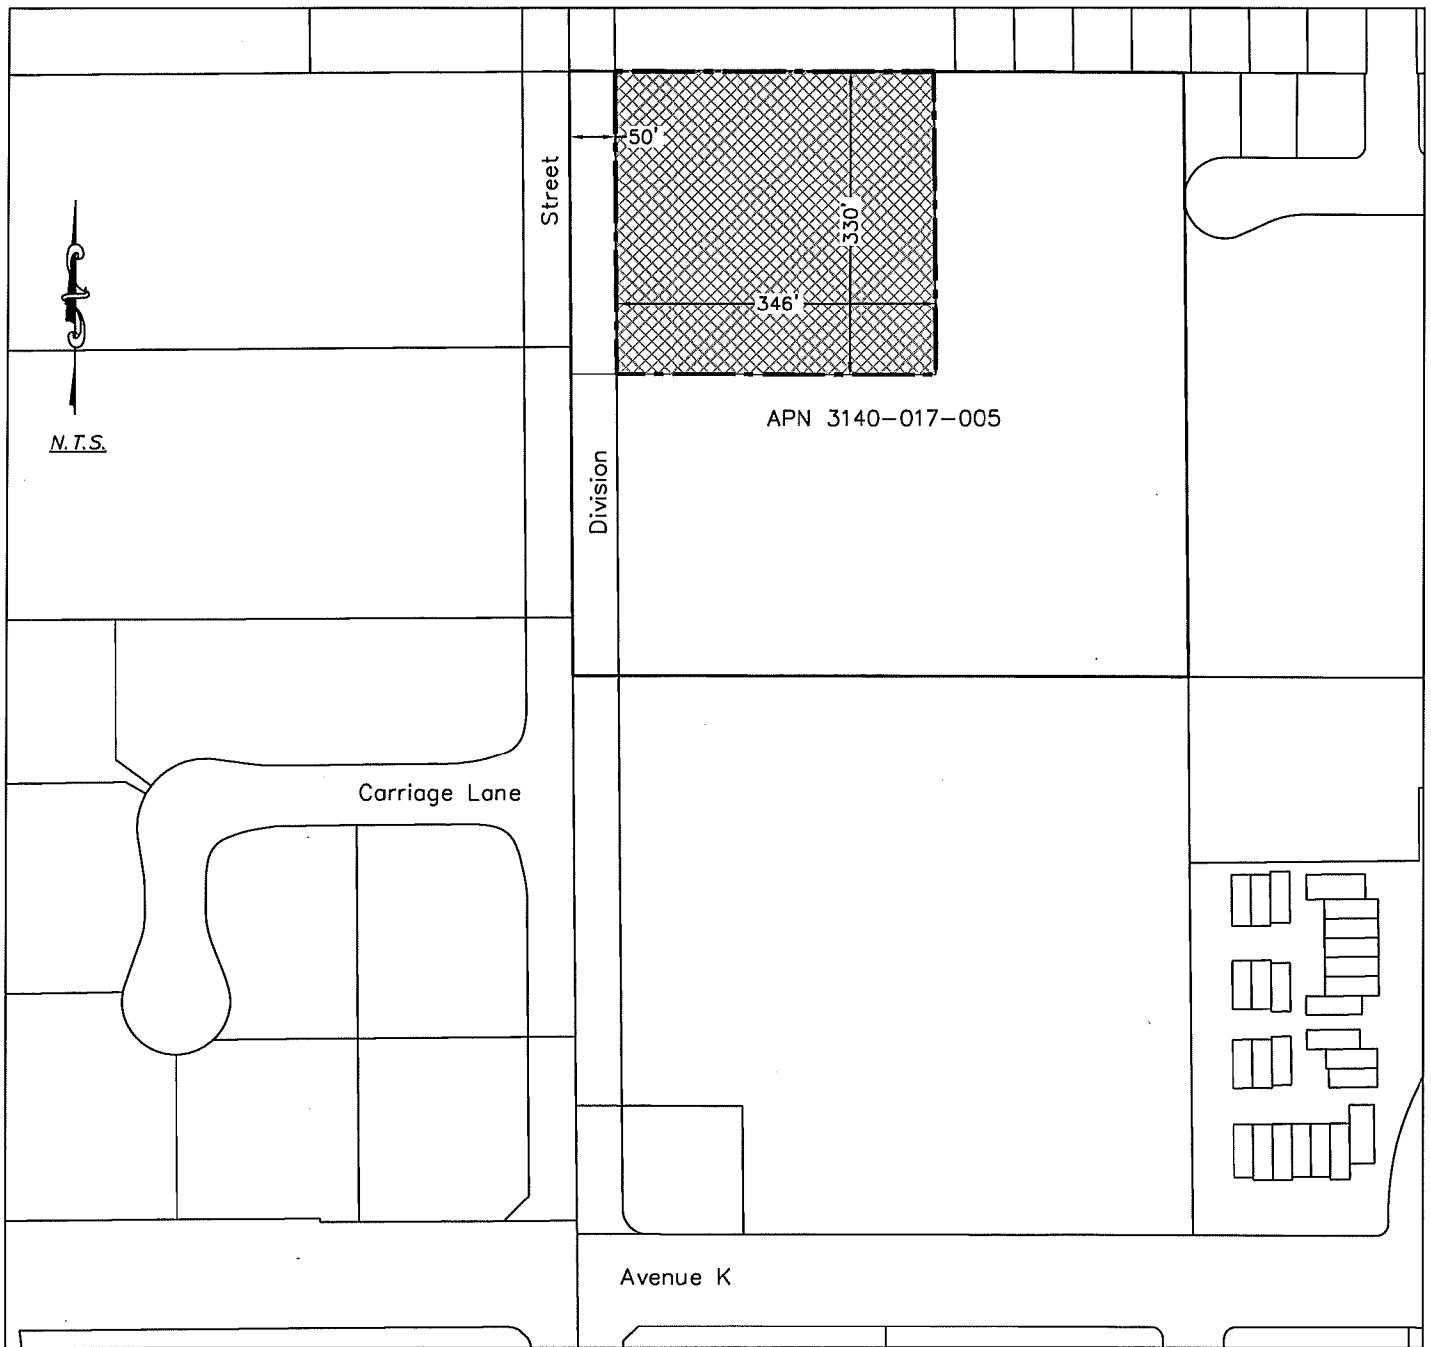 50'
Street
330'
346'
APN 3140-017-005
N.T.S.
Division
Carriage Lane
Avenue K